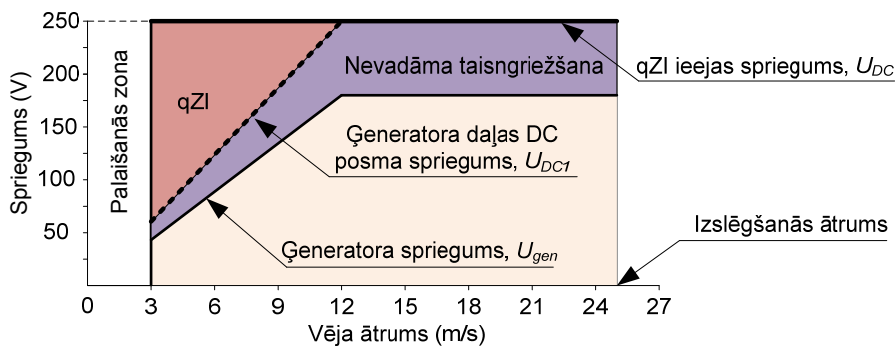 Spriegums (V)
250
200
150
100
50
Palaišanās zona
qZI
Nevadāma taisngriežšana
qZI ieejas spriegums, U_DC
Ģeneratora daļas DC
posma spriegums, U_DC1
Ģeneratora spriegums, U_gen
Izslēgšanās ātrums
0 3 6 9 12 15 18 21 24 27
Vēja ātrums (m/s)